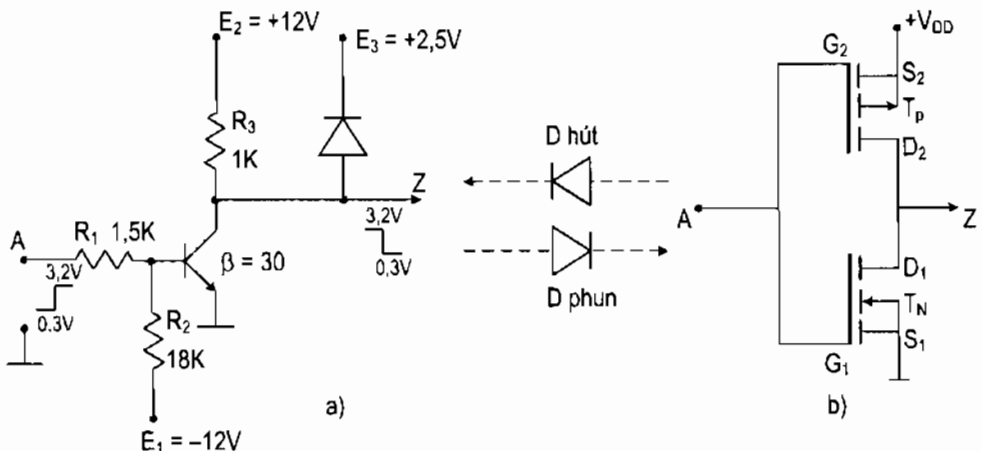 E₂ = +12V
E₃ = +2,5V
R₃
1K
Z
3,2V
0,3V
A
R₁ 1,5K
3,2V
0.3V
β = 30
R₂
18K
E₁ = –12V
a)
D hút
D phun
+V_DD
G₂
S₂
T_p
D₂
A
Z
D₁
T_N
S₁
G₁
b)